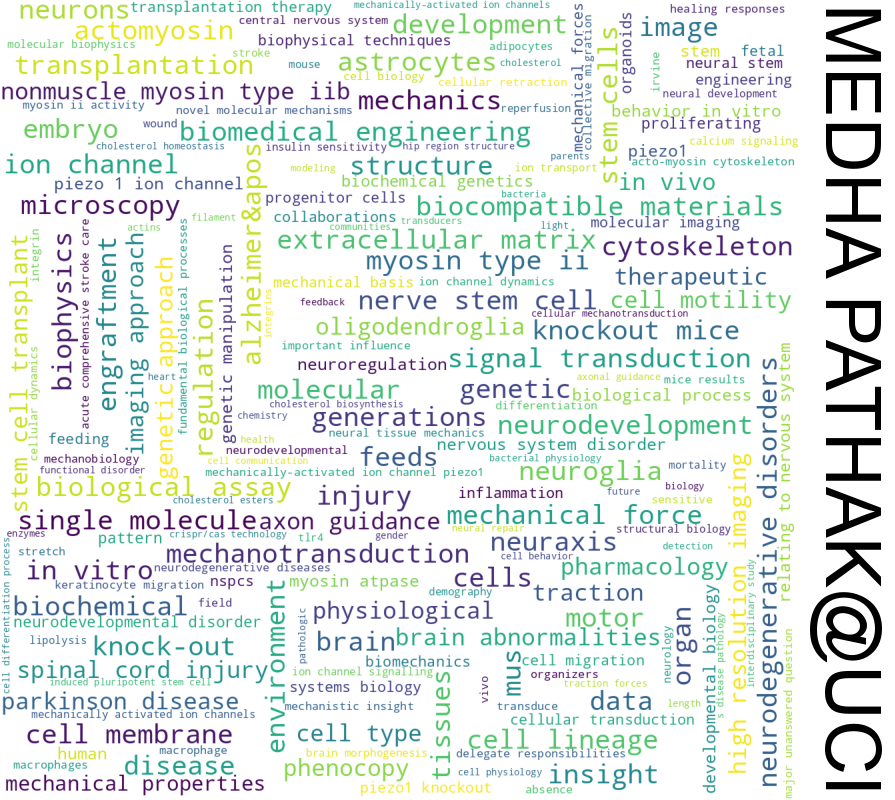 neurons
transplantation therapy
mechanically-activated ion channels
healing responses
actomyosin
central nervous system
development
image
molecular biophysics
biophysical techniques
adipocytes
mechanical forces
collective migration
stem cells
organoids
irvine
stem
fetal
transplantation
stroke
mouse
astrocytes
cholesterol
neural stem
cell biology
cellular retraction
engineering
nonmuscle myosin type iib
mechanics
neural development
myosin ii activity
novel molecular mechanisms
reperfusion
behavior in vitro
embryo
wound
biomedical engineering
proliferating
cholesterol homeostasis
insulin sensitivity
hip region structure
calcium signaling
ion channel
modeling
structure
parents
ion transport
piezo1
acto-myosin cytoskeleton
piezo 1 ion channel
biochemical genetics
in vivo
microscopy
progenitor cells
bacteria
biocompatible materials
filament
collaborations
transducers
communities
light
molecular imaging
actins
extracellular matrix
cytoskeleton
myosin type ii
therapeutic
stem cell transplant
integrin
cellular dynamics
biophysics
acute comprehensive stroke care
engraftment
imaging approach
genetic approach
heart
fundamental biological processes
regulation
genetic manipulation
alzheimer&apos
integrins
mechanical basis
ion channel dynamics
feedback
nerve stem cell
cell motility
cellular mechanotransduction
oligodendroglia
knockout mice
important influence
neuroregulation
signal transduction
axonal guidance
mice results
molecular
genetic
biological process
cholesterol biosynthesis
differentiation
chemistry
generations
neurodevelopment
feeding
health
neural tissue mechanics
nervous system disorder
mechanobiology
neurodevelopmental
feeds
bacterial physiology
functional disorder
cell communication
neuroglia
mortality
mechanically-activated ion channel piezo1
biological assay
injury
inflammation
future
biology
cholesterol esters
sensitive
single molecule
axon guidance
mechanical force
enzymes
pattern
crispr/cas technology
tlr4
gender
neural repair
structural biology
stretch
mechanotransduction
neuraxis
detection
cell behavior
in vitro
neurodegenerative diseases
cells
pharmacology
keratinocyte migration
nspcs
myosin atpase
demography
traction
biochemical
field
physiological
motor
neurodevelopmental disorder
lipolysis
knock-out
brain
brain abnormalities
cell differentiation process
environment
pathologic
biomechanics
mus
cell migration
spinal cord injury
ion channel signalling
organizers
induced pluripotent stem cell
systems biology
vivo
traction forces
parkinson disease
mechanistic insight
tissues
transduce
data
length
mechanically activated ion channels
cellular transduction
cell membrane
cell type
cell lineage
human
macrophage
brain morphogenesis
delegate responsibilities
macrophages
disease
phenocopy
cell physiology
insight
mechanical properties
piezo1 knockout
absence
neurology
organ
developmental biology
s disease pathology
high resolution imaging
interdisciplinary study
neurodegenerative disorders
relating to nervous system
major unanswered question
MEDHA PATHAK@UCI